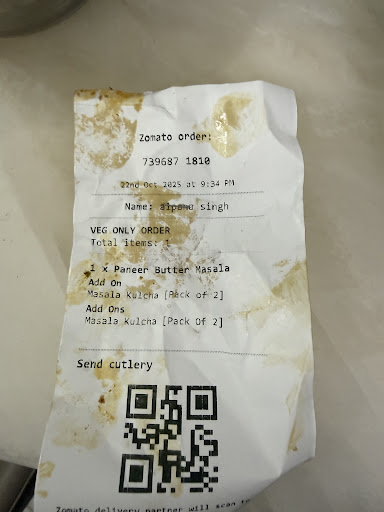 Zomato order:
739687 1810
22nd Oct 2025 at 9:34 PM
Name: alpana singh
VEG ONLY ORDER
Total items: 1
1 x Paneer Butter Masala
Add On
Masala Kulcha [Pack of 2]
Add Ons
Masala Kulcha [Pack Of 2]
Send cutlery
Zomato delivery partner will scan